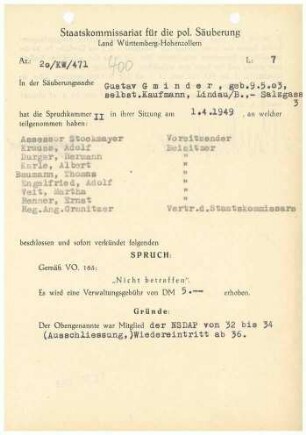 Staatskommissariat für die pol. Säuberung
Land Württemberg-Hohenzollern
Az.: 20/KW/471 400 L: 7
In der Säuberungssache
Gustav G m i n d e r , geb.9.5.03,
selbst.Kaufmann, Lindau/B.,- Salzgass
3
hat die Spruchkammer II in ihrer Sitzung am 1.4.1949 , an welcher
teilgenommen haben:
Assessor Stockmayer Vorsitzender
Krouse, Adolf Beisitzer
Burger, Hermann "
Karle, Albert "
Baumann, Thomas "
Engelfried, Adolf "
Veit, Martha "
Benner, Ernst "
Reg.Ang.Granitzer Vertr.d.Staatskommissars
beschlossen und sofort verkündet folgenden
SPRUCH:
Gemäß VO. 165:
„Nicht betroffen".
Es wird eine Verwaltungsgebühr von DM 5.-- erhoben.
Gründe:
Der Obengenannte war Mitglied der NSDAP von 32 bis 34
(Ausschliessung,)Wiedereintritt ab 36.